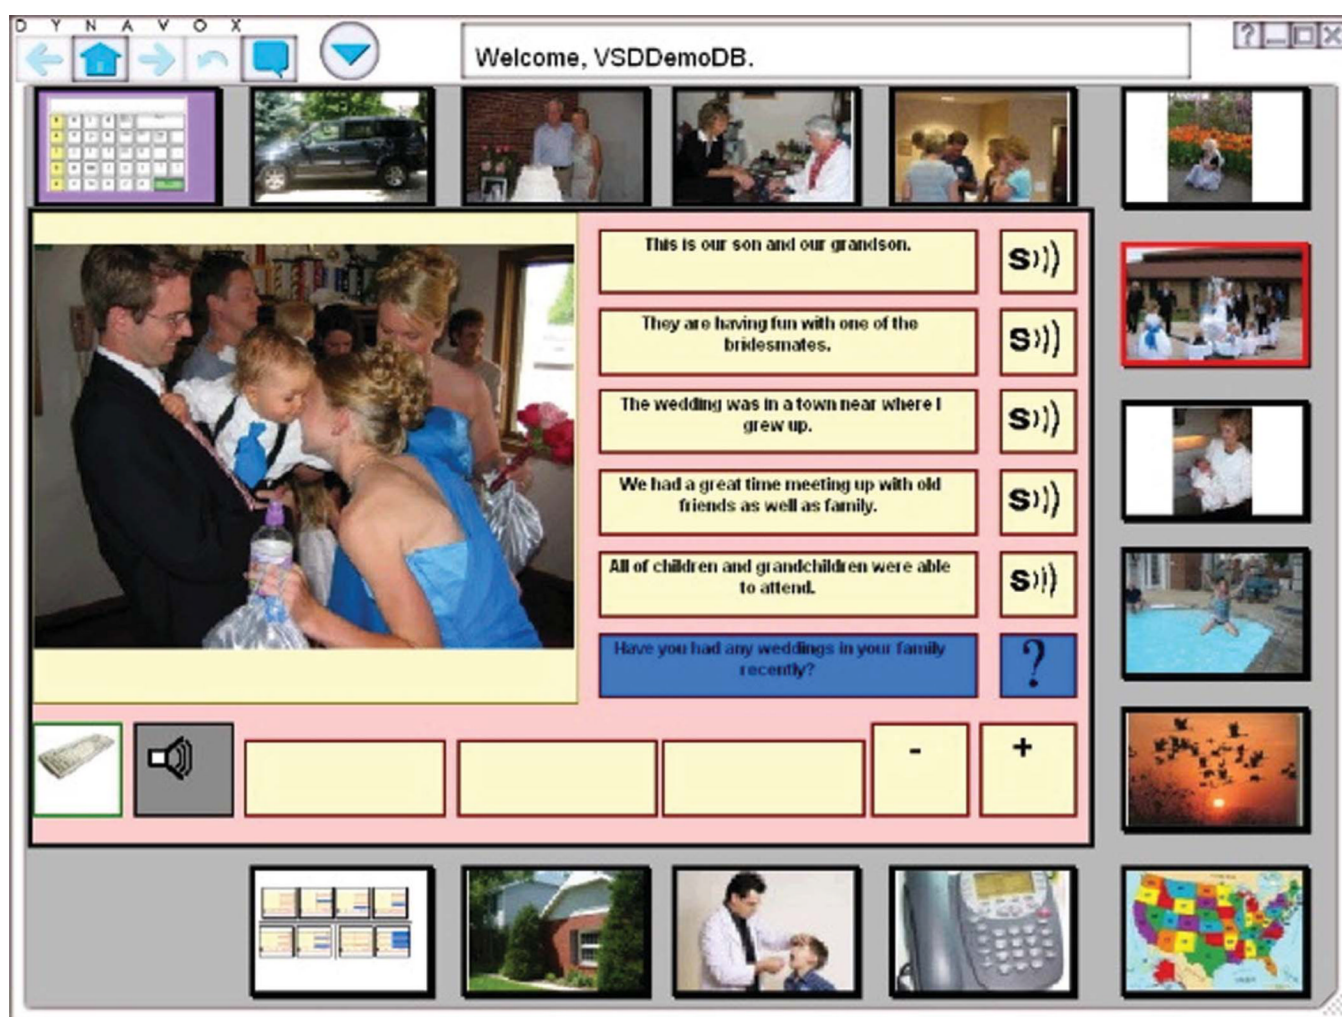 D Y N A V O X
Welcome, VSDDemoDB.
?
This is our son and our grandson.
S
They are having fun with one of the
bridesmates.
S
The wedding was in a town near where I
grew up.
S
We had a great time meeting up with old
friends as well as family.
S
All of children and grandchildren were able
to attend.
S
Have you had any weddings in your family
recently?
?
-
+